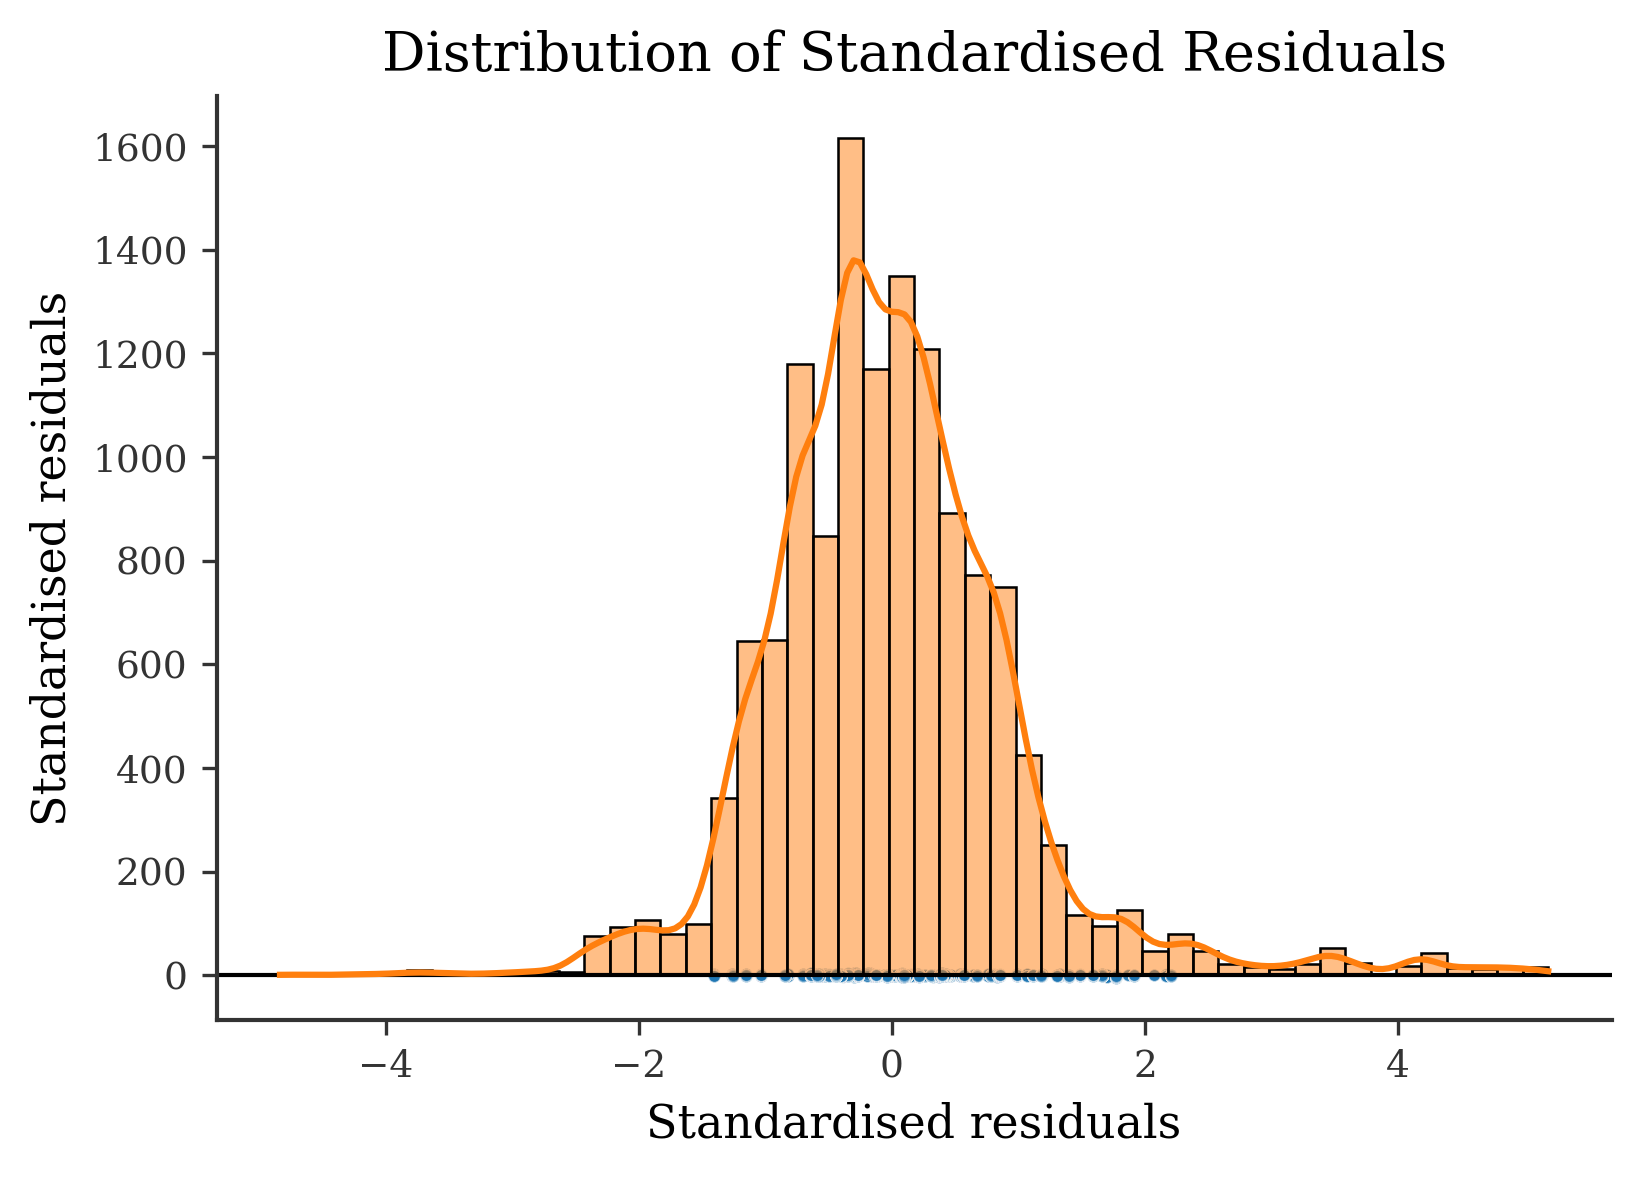 Distribution of Standardised Residuals
Standardised residuals
1600
1400
1200
1000
800
600
400
200
0
−4 −2 0 2 4
Standardised residuals